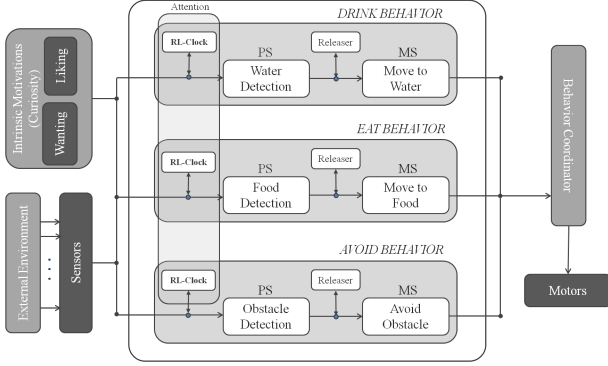 Attention
DRINK BEHAVIOR
RL-Clock
PS
Releaser
MS
Water
Detection
Move to
Water
EAT BEHAVIOR
RL-Clock
PS
Releaser
MS
Food
Detection
Move to
Food
AVOID BEHAVIOR
RL-Clock
PS
Releaser
MS
Obstacle
Detection
Avoid
Obstacle
Intrinsic Motivations
(Curiosity)
Liking
Wanting
External Environment
. . .
Sensors
Behavior Coordinator
Motors